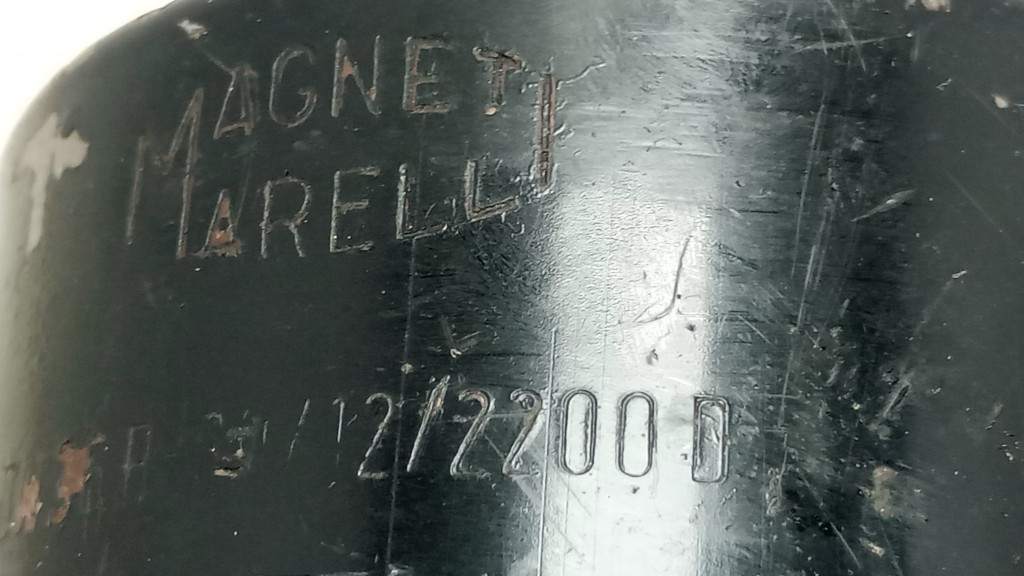 MAGNETI
MARELLI
/12/2200 D